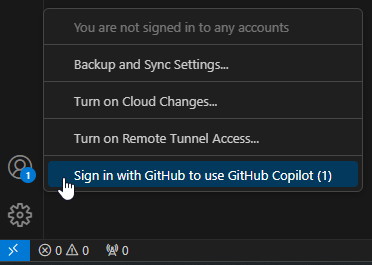 You are not signed in to any accounts
Backup and Sync Settings...
Turn on Cloud Changes...
Turn on Remote Tunnel Access...
Sign in with GitHub to use GitHub Copilot (1)
1
0 0 0